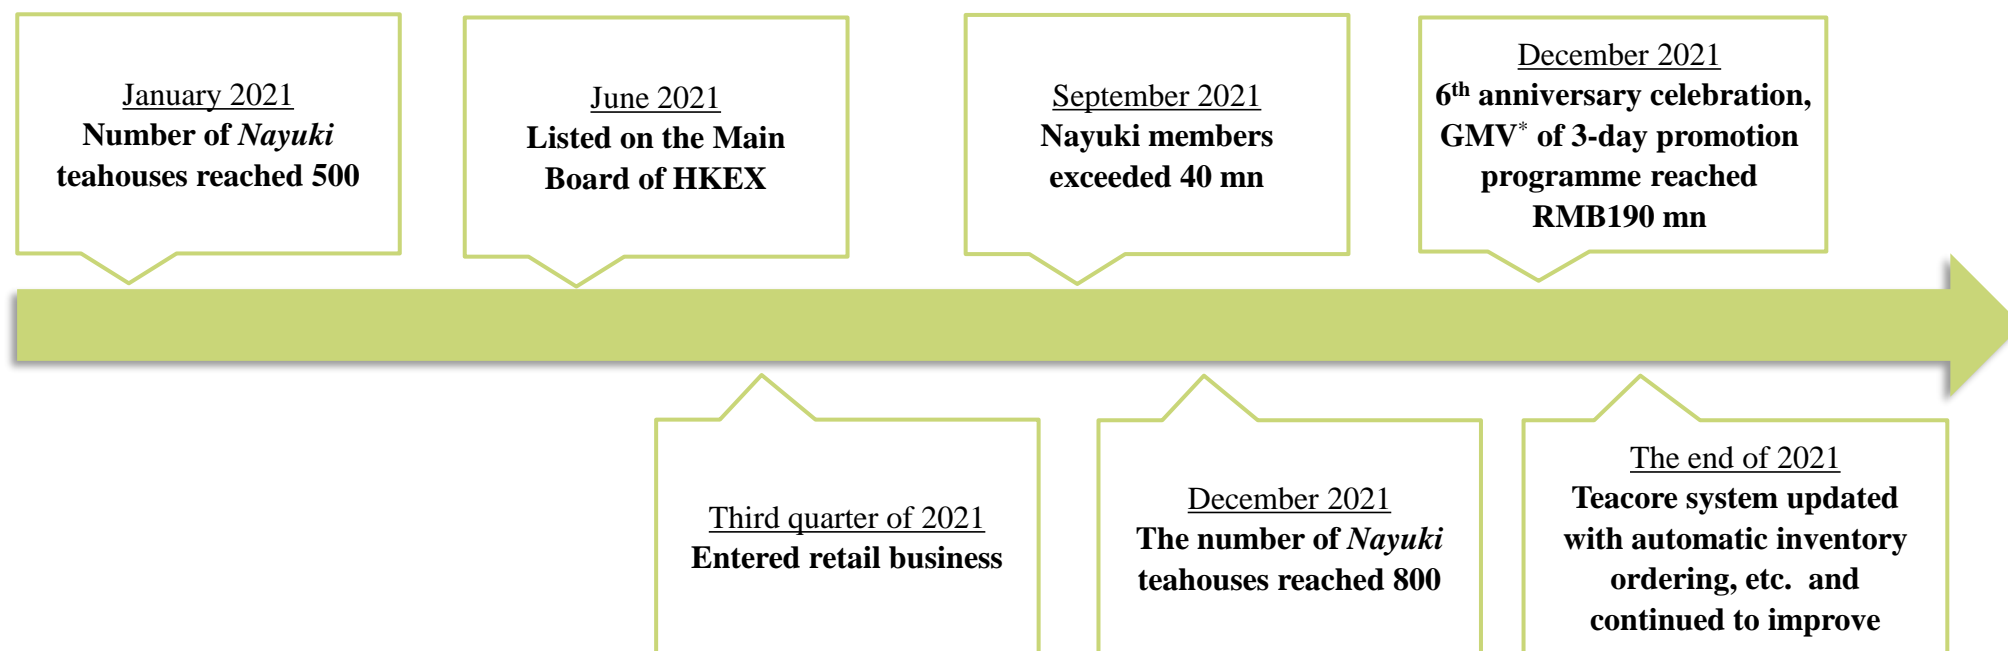 January 2021
Number of Nayuki
teahouses reached 500
June 2021
Listed on the Main
Board of HKEX
September 2021
Nayuki members
exceeded 40 mn
December 2021
6th anniversary celebration,
GMV* of 3-day promotion
programme reached
RMB190 mn
Third quarter of 2021
Entered retail business
December 2021
The number of Nayuki
teahouses reached 800
The end of 2021
Teacore system updated
with automatic inventory
ordering, etc. and
continued to improve